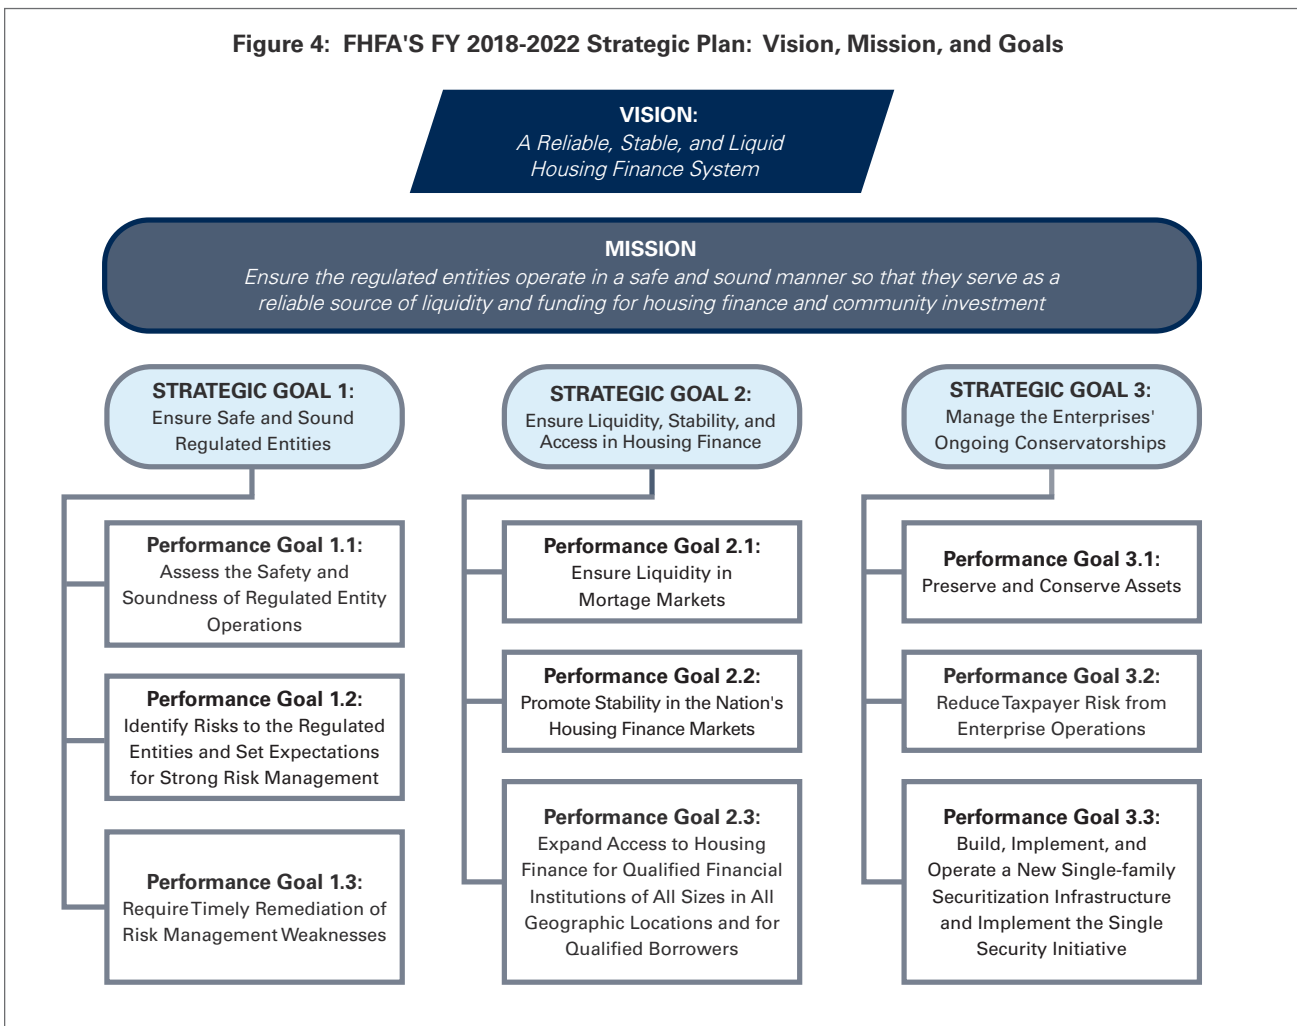 Figure 4: FHFA'S FY 2018-2022 Strategic Plan: Vision, Mission, and Goals
VISION:
A Reliable, Stable, and Liquid
Housing Finance System
MISSION
Ensure the regulated entities operate in a safe and sound manner so that they serve as a
reliable source of liquidity and funding for housing finance and community investment
STRATEGIC GOAL 1:
Ensure Safe and Sound
Regulated Entities
Performance Goal 1.1:
Assess the Safety and
Soundness of Regulated Entity
Operations
Performance Goal 1.2:
Identify Risks to the Regulated
Entities and Set Expectations
for Strong Risk Management
Performance Goal 1.3:
Require Timely Remediation of
Risk Management Weaknesses
STRATEGIC GOAL 2:
Ensure Liquidity, Stability, and
Access in Housing Finance
Performance Goal 2.1:
Ensure Liquidity in
Mortage Markets
Performance Goal 2.2:
Promote Stability in the Nation's
Housing Finance Markets
Performance Goal 2.3:
Expand Access to Housing
Finance for Qualified Financial
Institutions of All Sizes in All
Geographic Locations and for
Qualified Borrowers
STRATEGIC GOAL 3:
Manage the Enterprises'
Ongoing Conservatorships
Performance Goal 3.1:
Preserve and Conserve Assets
Performance Goal 3.2:
Reduce Taxpayer Risk from
Enterprise Operations
Performance Goal 3.3:
Build, Implement, and
Operate a New Single-family
Securitization Infrastructure
and Implement the Single
Security Initiative